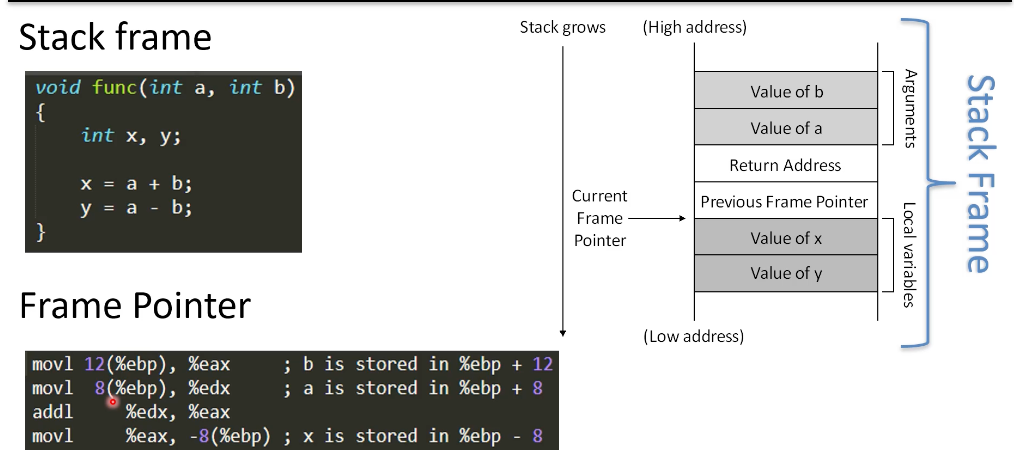 Stack frame
void func(int a, int b)
{
    int x, y;
    x = a + b;
    y = a - b;
}
Frame Pointer
movl 12(%ebp), %eax     ; b is stored in %ebp + 12
movl  8(%ebp), %edx     ; a is stored in %ebp + 8
addl     %edx, %eax
movl     %eax, -8(%ebp) ; x is stored in %ebp - 8
Stack grows
(High address)
Value of b
Value of a
Return Address
Previous Frame Pointer
Value of x
Value of y
(Low address)
Current
Frame
Pointer
Arguments
Local variables
Stack Frame